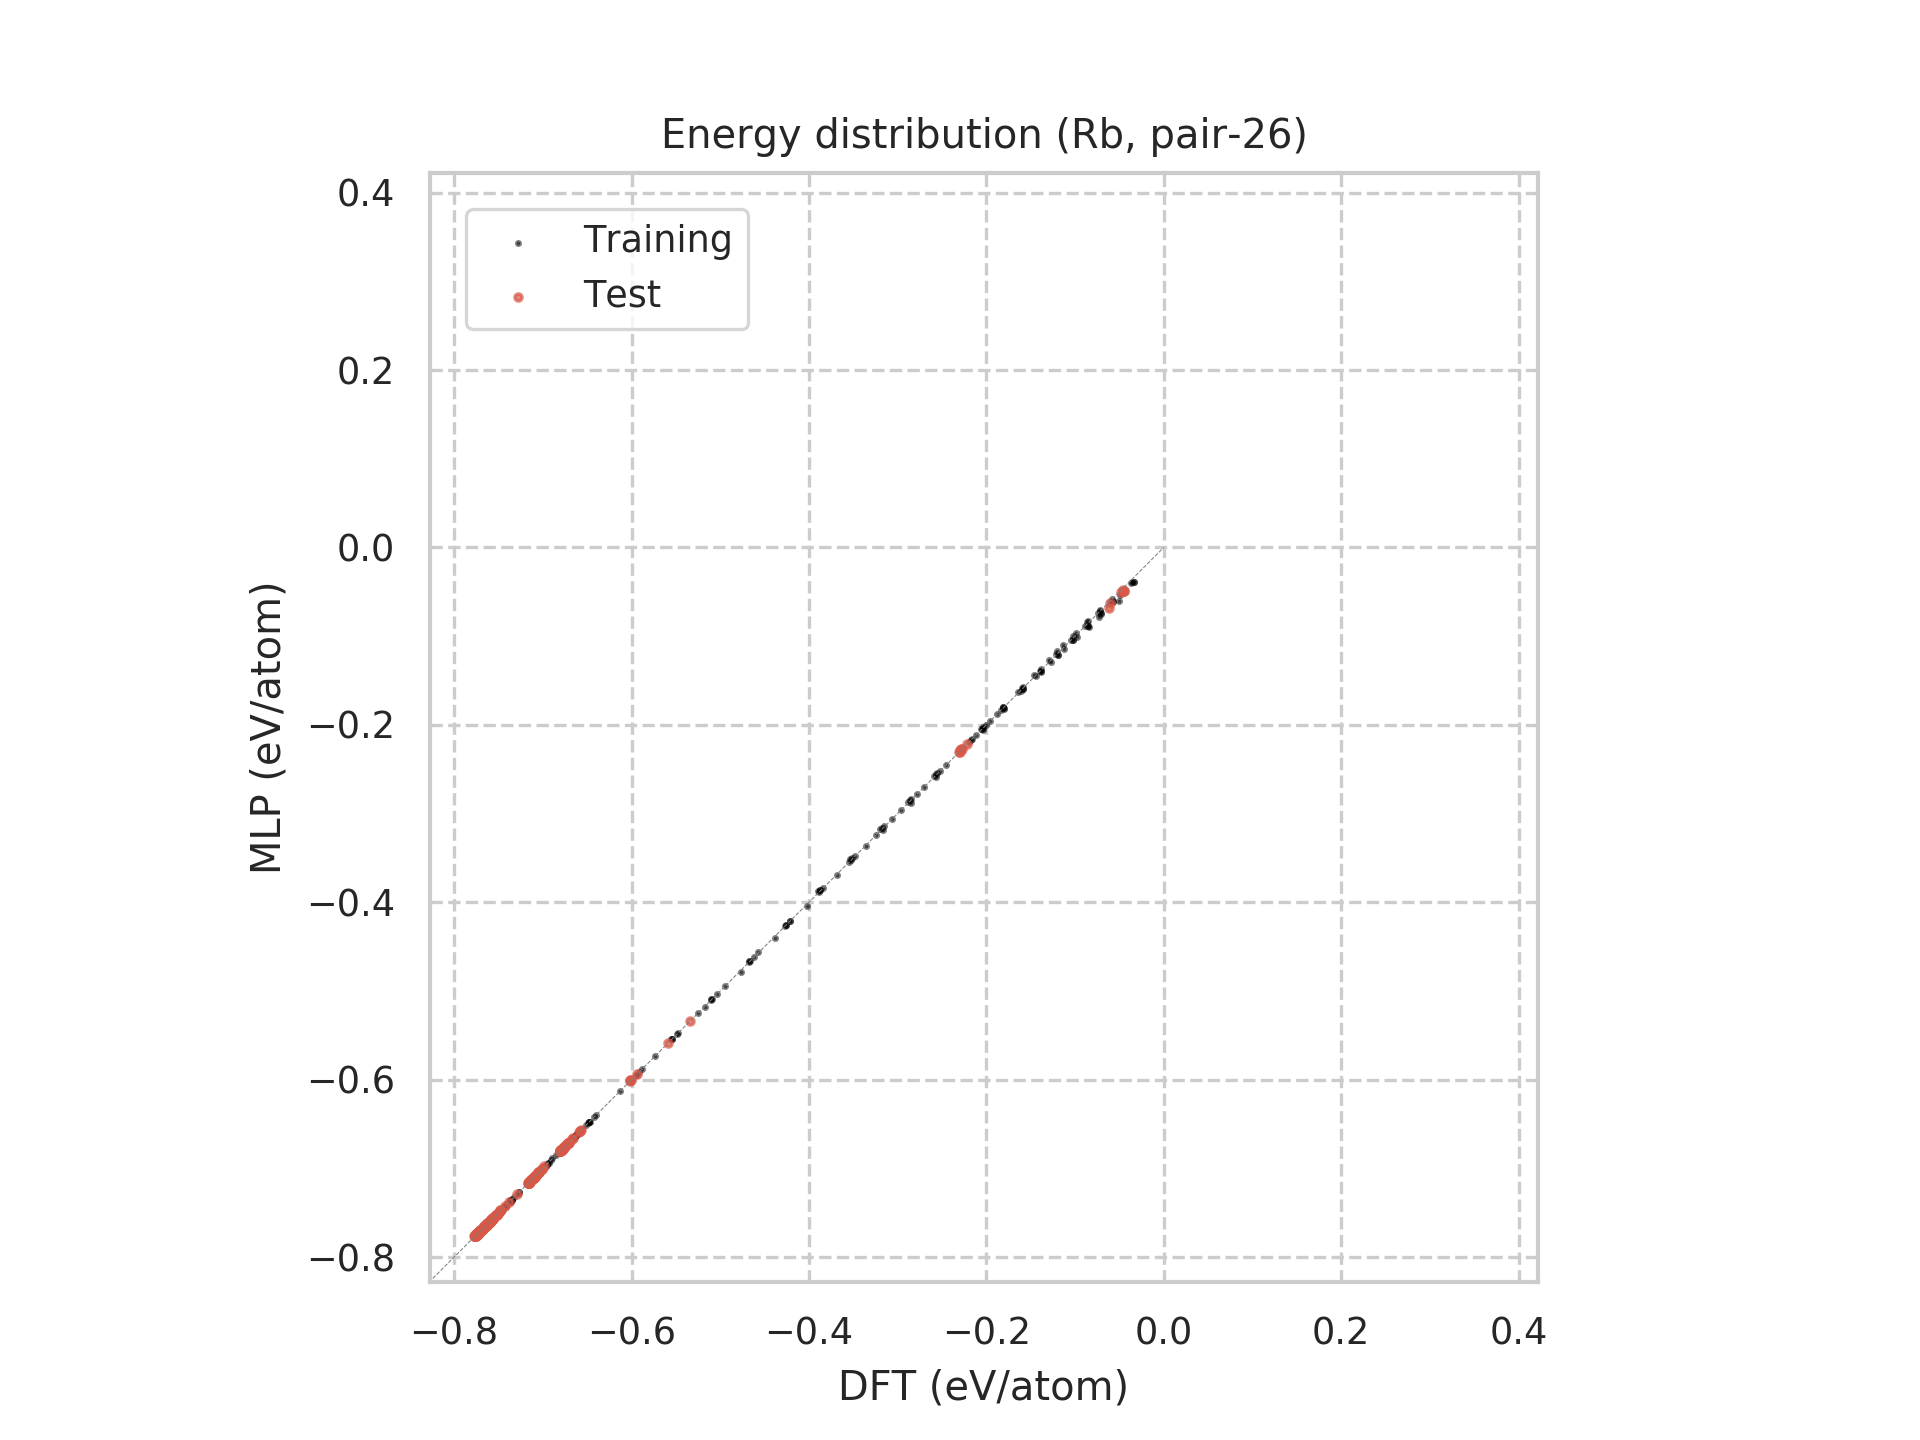 Energy distribution (Rb, pair-26)
Training
Test
0.4
0.2
0.0
−0.2
−0.4
−0.6
−0.8
MLP (eV/atom)
−0.8 −0.6 −0.4 −0.2 0.0 0.2 0.4
DFT (eV/atom)